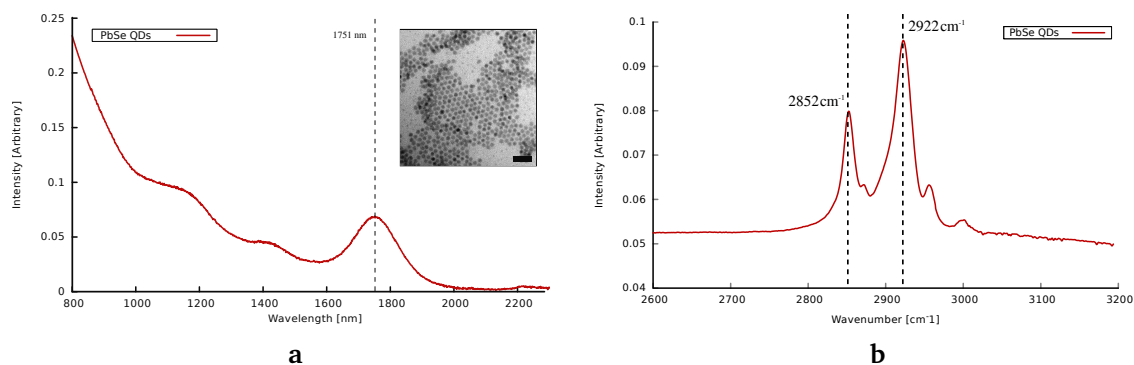 PbSe QDs
1751 nm
Intensity [Arbitrary]
0.25
0.2
0.15
0.1
0.05
0
800 1000 1200 1400 1600 1800 2000 2200
Wavelength [nm]
a
PbSe QDs
2922cm⁻¹
2852cm⁻¹
Intensity [Arbitrary]
0.1
0.09
0.08
0.07
0.06
0.05
0.04
2600 2700 2800 2900 3000 3100 3200
Wavenumber [cm⁻1]
b